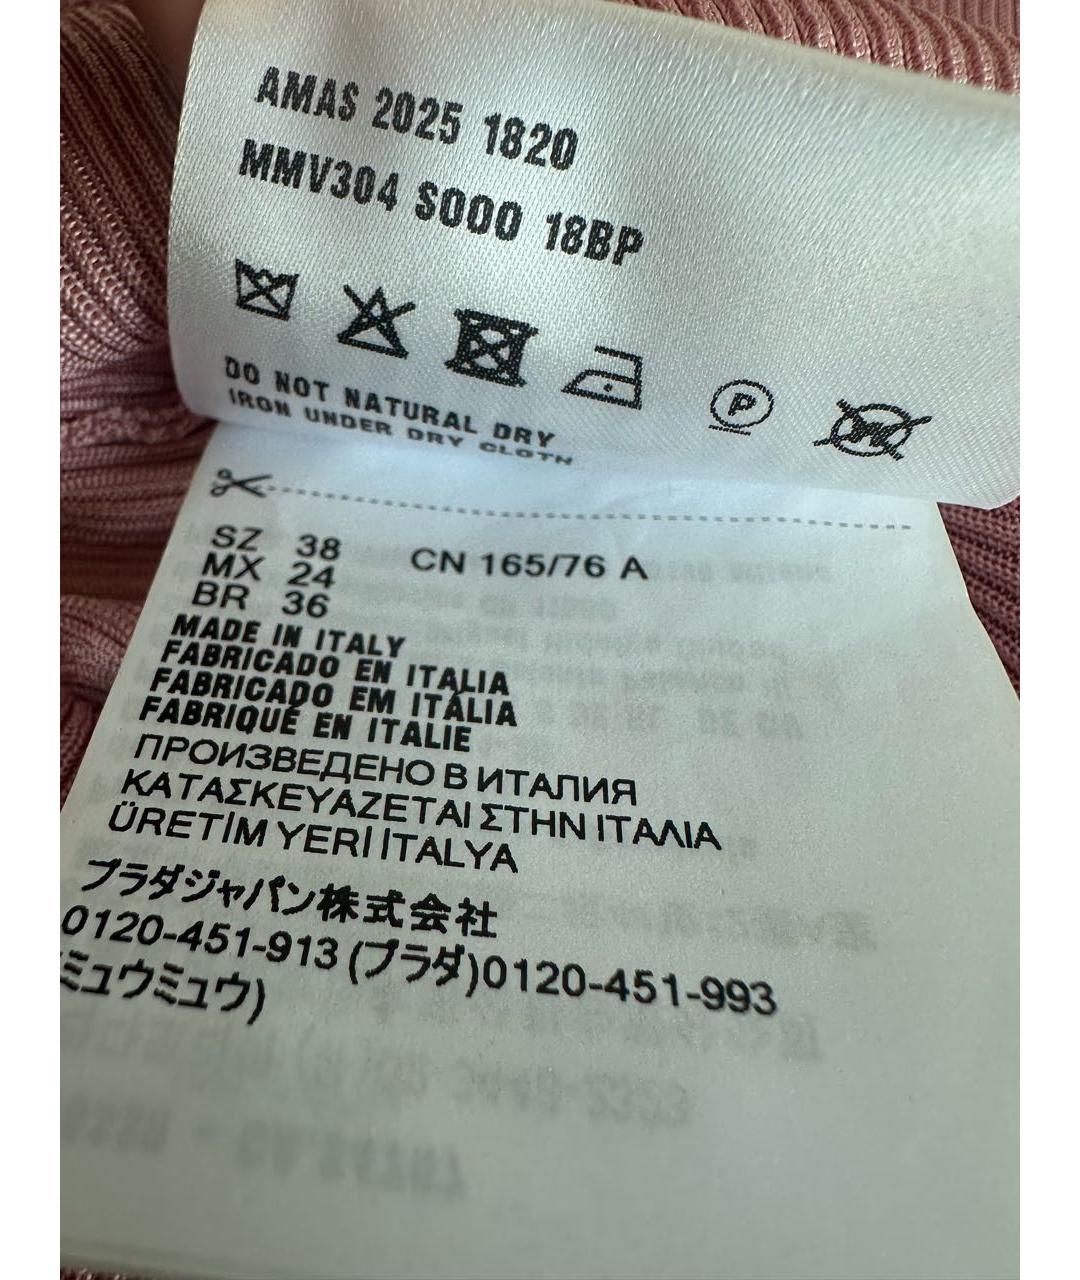 AMAS 2025 1820
MMV304 S000 18BP
P
W
DO NOT NATURAL DRY
IRON UNDER DRY CLOTH
SZ 38 CN 165/76 A
MX 24
BR 36
MADE IN ITALY
FABRICADO EN ITALIA
FABRICADO EM ITÁLIA
FABRIQUÉ EN ITALIE
ПРОИЗВЕДЕНО В ИТАЛИЯ
ΚΑΤΑΣΚΕΥΑΖΕΤΑΙ ΣΤΗΝ ΙΤΑΛΙΑ
ÜRETİM YERİ İTALYA
プラダジャパン株式会社
0120-451-913 (プラダ)0120-451-993
(ミュウミュウ)